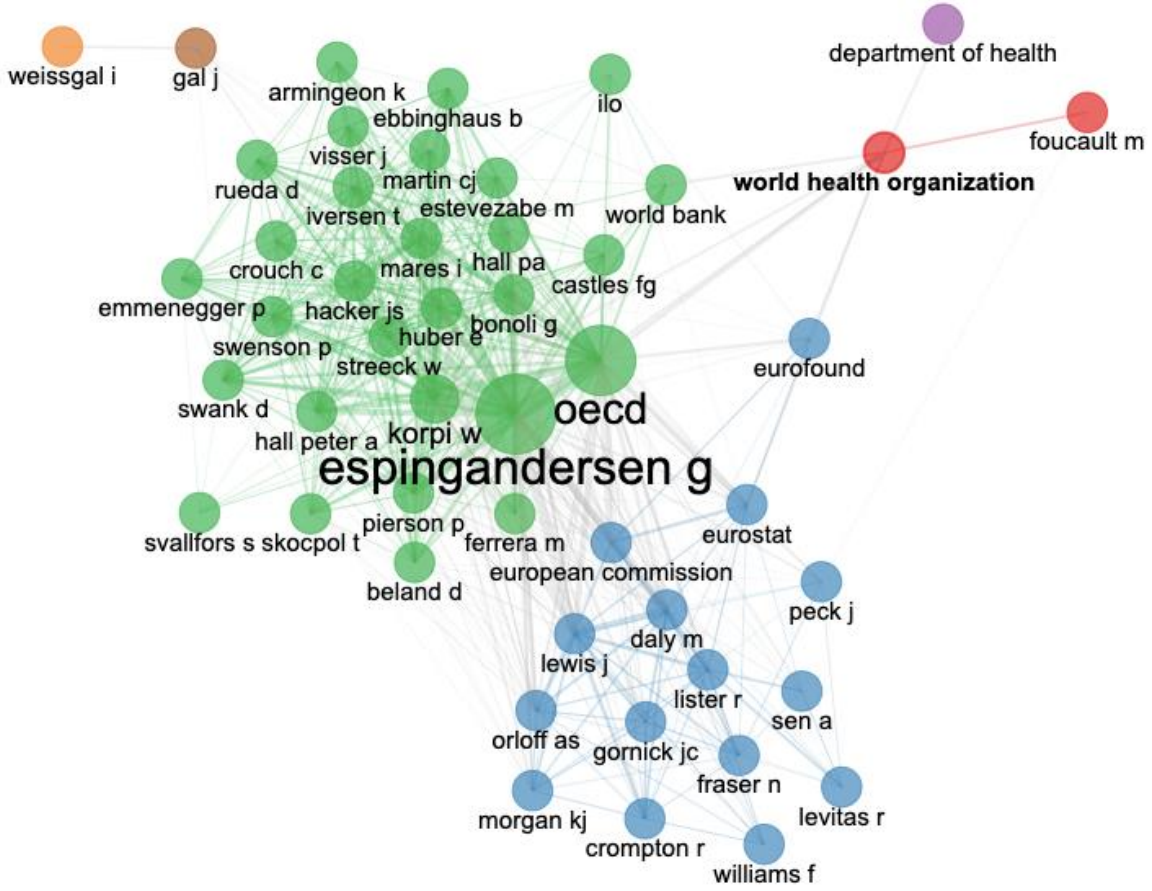 department of health
weissgal i
gal j
armingeon k
ilo
ebbinghaus b
foucault m
visser j
martin cj
world health organization
rueda d
iversen t
estevezabe m
world bank
crouch c
mares i
hall pa
castles fg
emmenegger p
hacker js
bonoli g
huber e
swenson p
streeck w
eurofound
swank d
oecd
hall peter a
korpi w
espingandersen g
pierson p
eurostat
svallfors s
skocpol t
ferrera m
european commission
beland d
peck j
daly m
lewis j
lister r
sen a
orloff as
gornick jc
fraser n
levitas r
morgan kj
crompton r
williams f